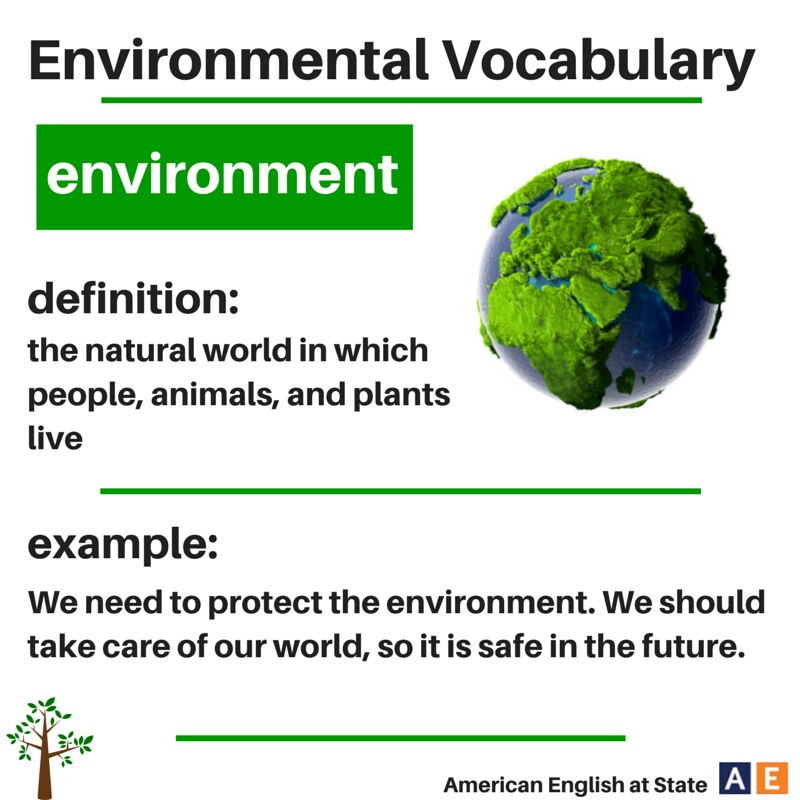 Environmental Vocabulary
environment
definition:
the natural world in which
people, animals, and plants
live
example:
We need to protect the environment. We should
take care of our world, so it is safe in the future.
American English at State A E